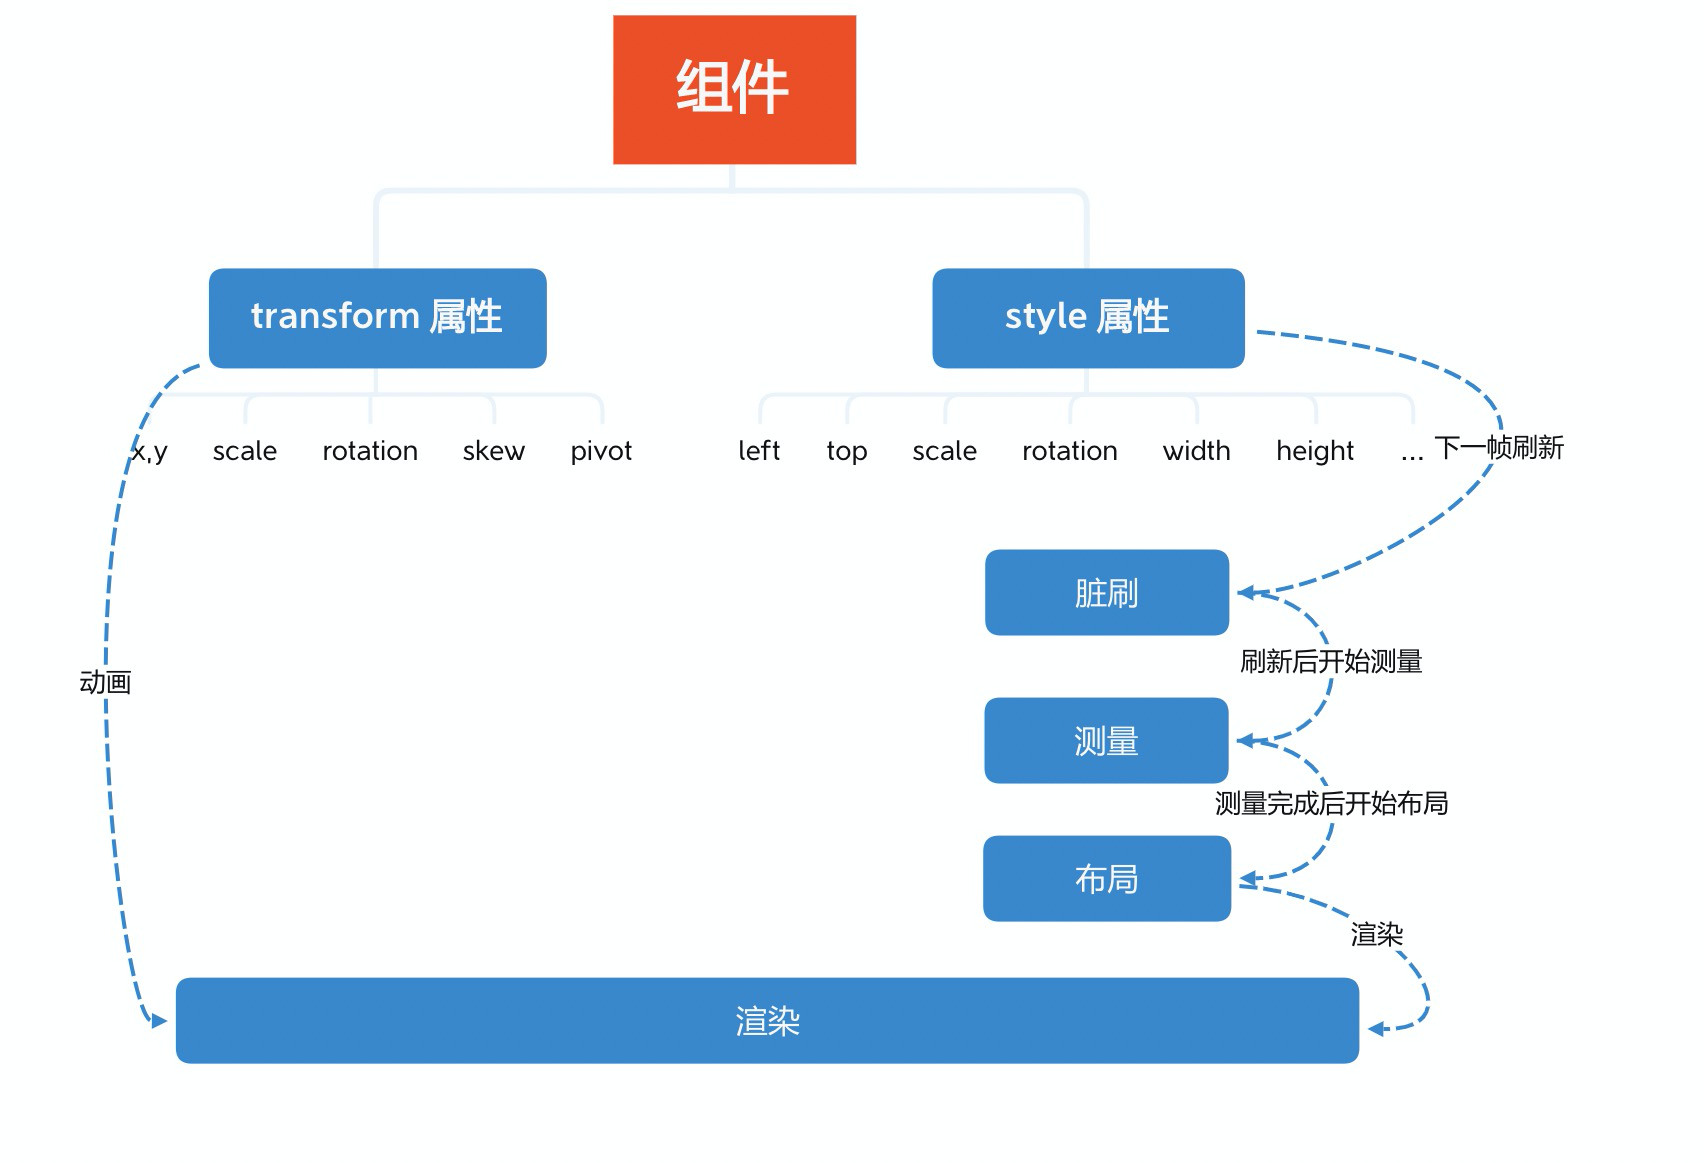 组件
transform 属性
style 属性
x,y scale rotation skew pivot
left top scale rotation width height ... 下一帧刷新
脏刷
刷新后开始测量
动画
测量
测量完成后开始布局
布局
渲染
渲染